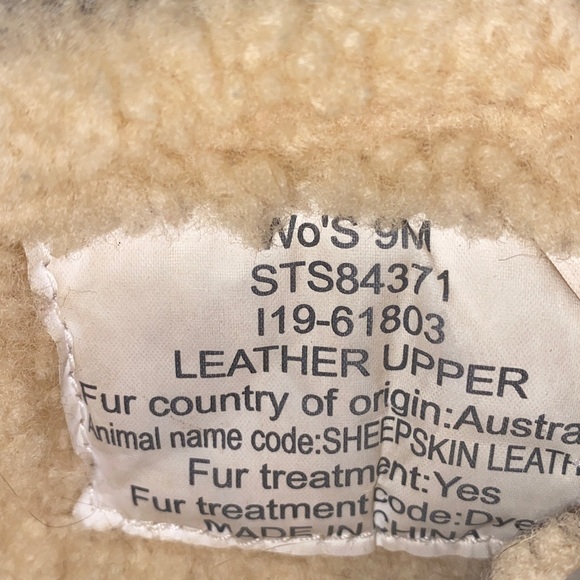 Wo'S 9M
STS84371
I19-61803
LEATHER UPPER
Fur country of origin:Austra
Animal name code:SHEEPSKIN LEATH
Fur treatment:Yes
Fur treatment code:Dye
MADE IN CHINA